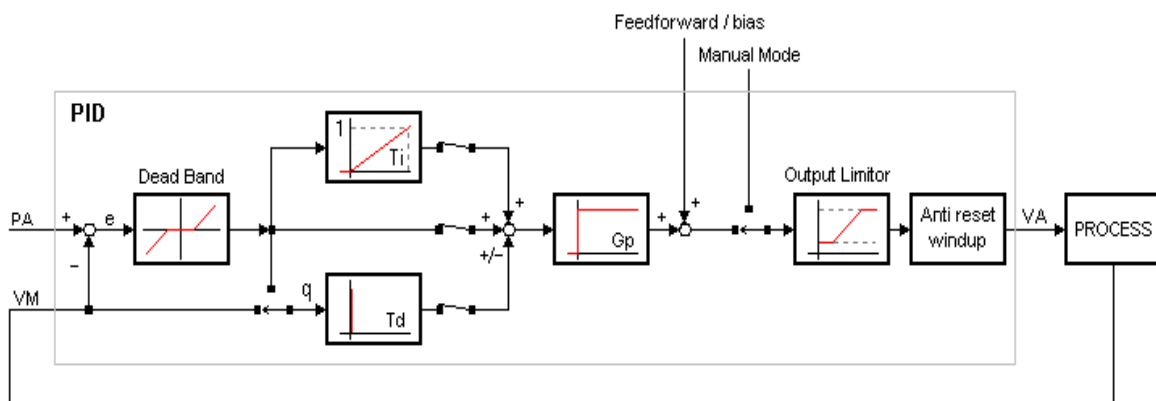 Feedforward / bias
Manual Mode
PID
1
Ti
Dead Band
Output Limitor
PA
+
e
+
+
+
+
Gp
Anti reset
windup
VA
PROCESS
−
+/−
VM
q
Td